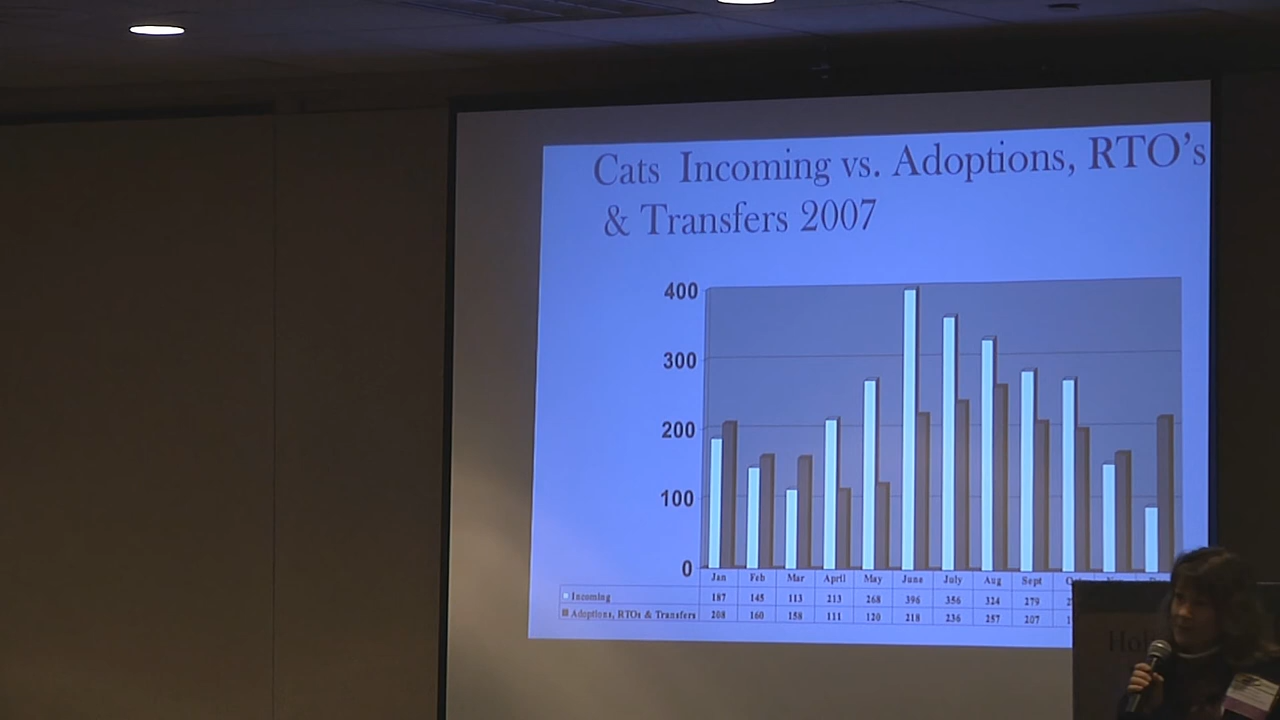 Cats Incoming vs. Adoptions, RTO's
& Transfers 2007
400
300
200
100
0
Jan Feb Mar April May June July Aug Sept
Incoming 187 145 113 213 268 396 356 324 279
Adoptions, RTOs & Transfers 208 160 158 111 120 218 236 257 207